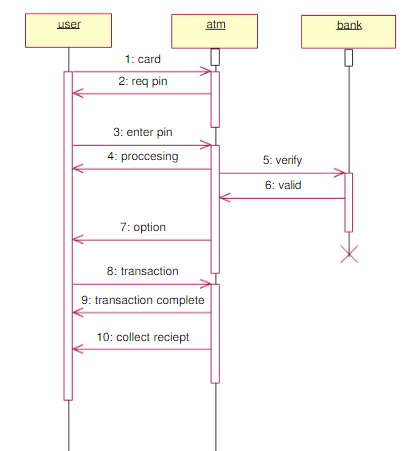 user
atm
bank
1: card
2: req pin
3: enter pin
4: proccesing
5: verify
6: valid
7: option
8: transaction
9: transaction complete
10: collect reciept